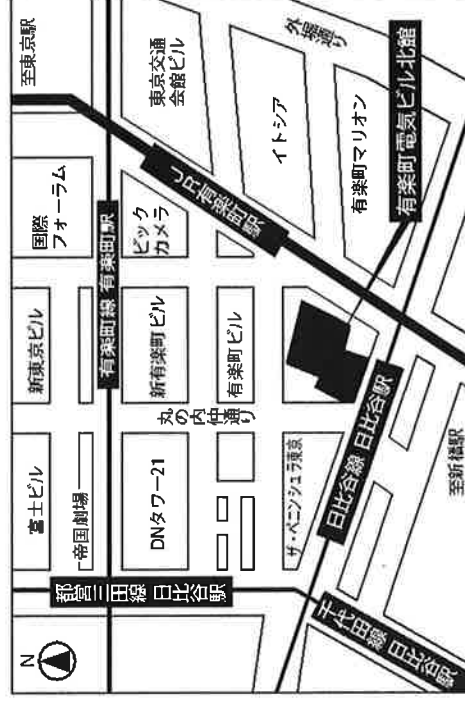 N
至東京駅
国際
フォーラム
東京交通
会館ビル
外堀通り
新東京ビル
富士ビル
帝国劇場
有楽町線 有楽町駅
ビック
カメラ
JR有楽町駅
イトシア
有楽町マリオン
有楽町電気ビル北館
新有楽町ビル
有楽町ビル
丸の内仲通り
DNタワー21
ザ・ペニンシュラ東京
都営三田線 日比谷駅
日比谷線 日比谷駅
千代田線 日比谷駅
至新橋駅